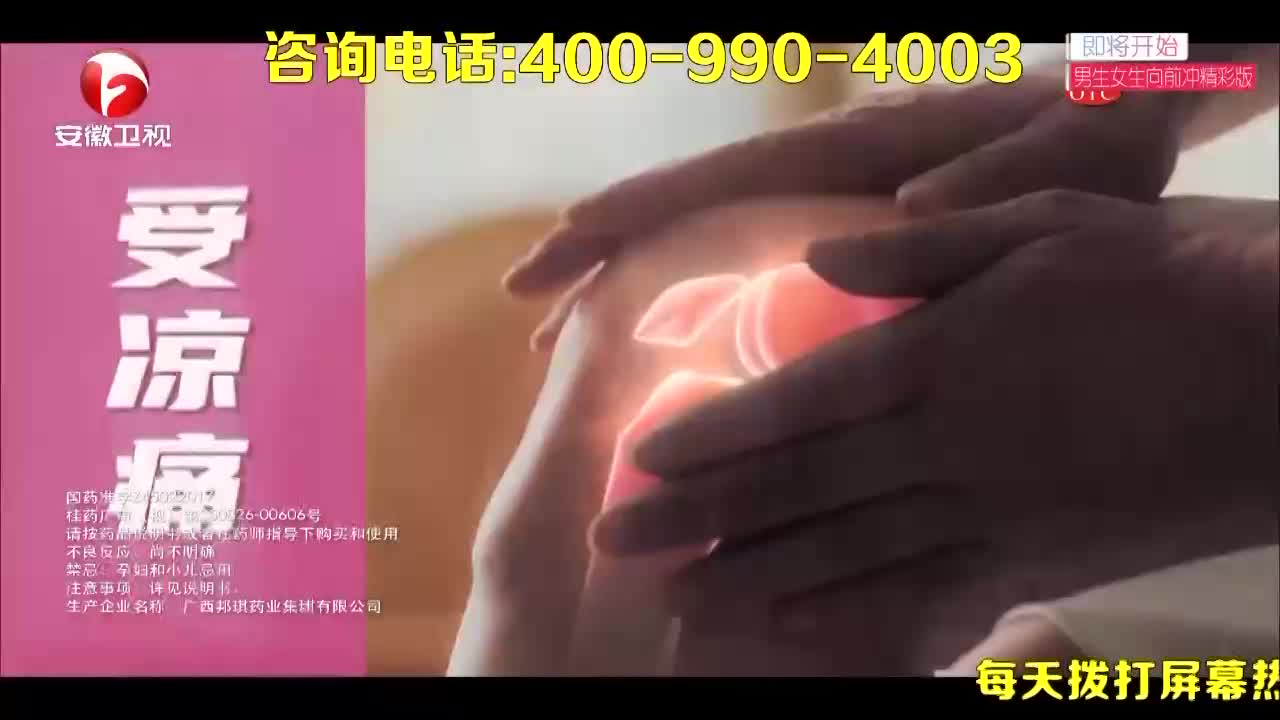 咨询电话:400-990-4003
即将开始
男生女生向前冲精彩版
OTC
安徽卫视
受
凉
痛
请按药品说明书或者在药师指导下购买和使用
不良反应：尚不明确
禁忌：孕妇和小儿忌用
注意事项：详见说明书。
生产企业名称：广西邦琪药业集团有限公司
每天拨打屏幕热